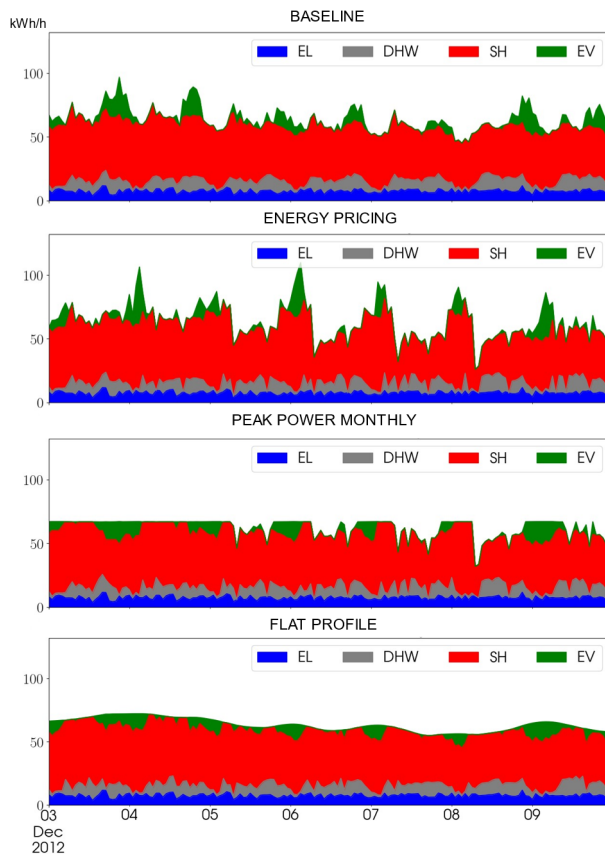 BASELINE
kWh/h
EL DHW SH EV
100
50
0
ENERGY PRICING
EL DHW SH EV
100
50
0
PEAK POWER MONTHLY
EL DHW SH EV
100
50
0
FLAT PROFILE
EL DHW SH EV
100
50
0
03 04 05 06 07 08 09
Dec
2012